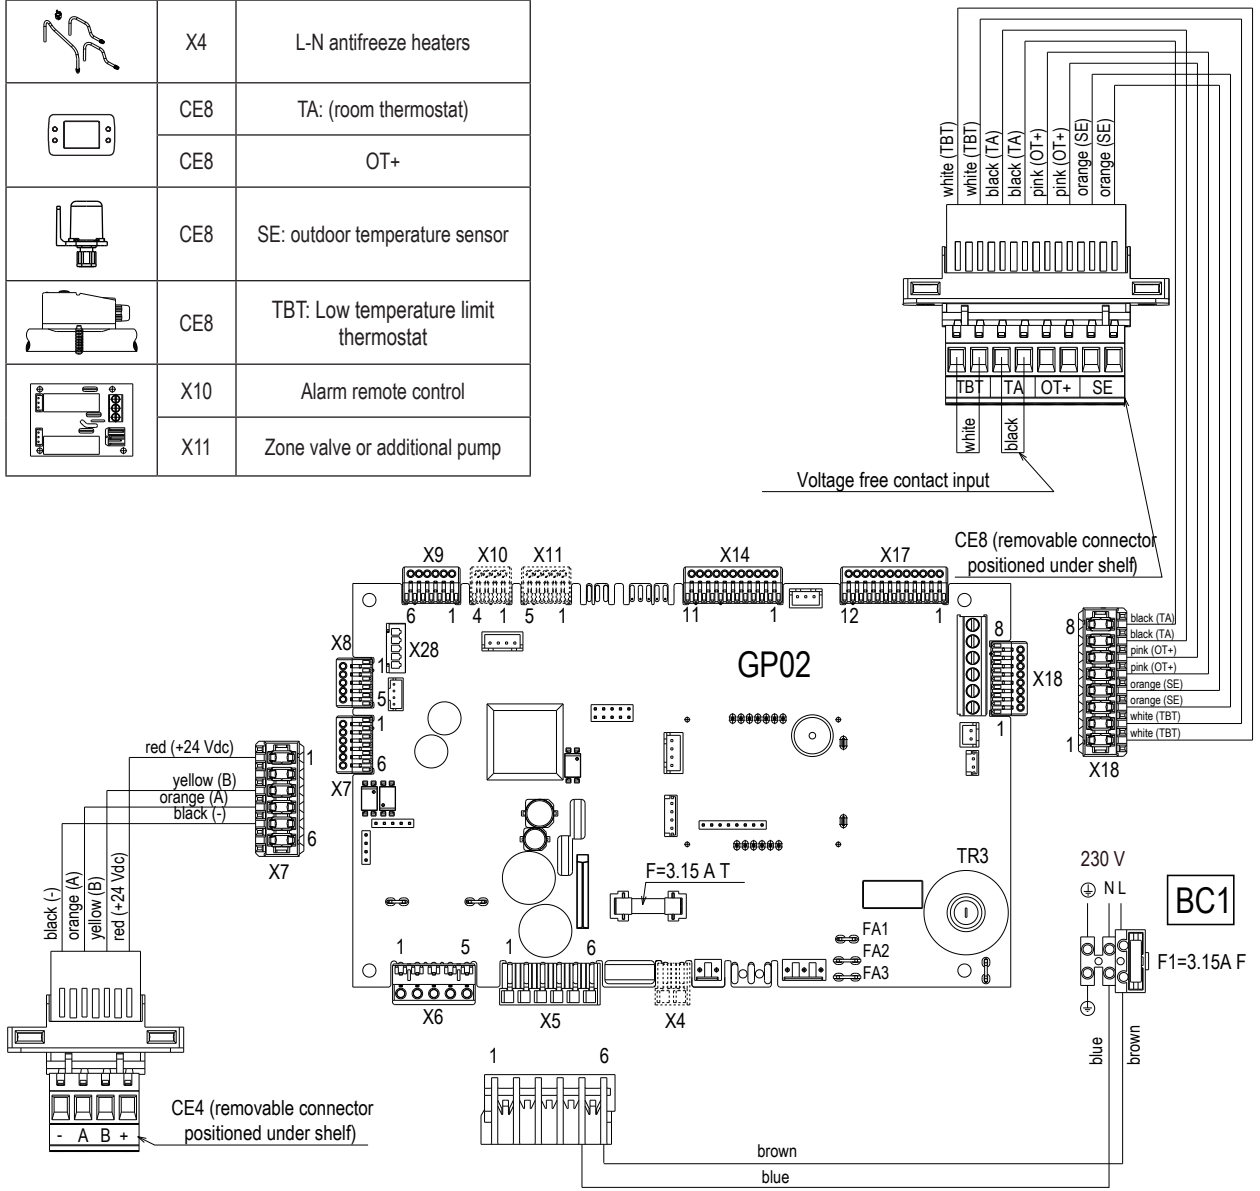 X4 L-N antifreeze heaters
CE8 TA: (room thermostat)
CE8 OT+
CE8 SE: outdoor temperature sensor
CE8 TBT: Low temperature limit
thermostat
X10 Alarm remote control
X11 Zone valve or additional pump
white (TBT)
white (TBT)
black (TA)
black (TA)
pink (OT+)
pink (OT+)
orange (SE)
orange (SE)
TBT TA OT+ SE
white
black
Voltage free contact input
CE8 (removable connector
positioned under shelf)
X9 X10 X11 X14 X17
6 1 4 1 5 1 11 1 12 1
X8
1
5
X28
GP02
8
X18
1
8
black (TA)
black (TA)
pink (OT+)
pink (OT+)
orange (SE)
orange (SE)
white (TBT)
white (TBT)
1
X18
1
6
X7
red (+24 Vdc)
yellow (B)
orange (A)
black (-)
1
6
X7
F=3.15 A T
TR3
FA1
FA2
FA3
230 V
N L
BC1
F1=3.15A F
black (-)
orange (A)
yellow (B)
red (+24 Vdc)
1 5
X6
1 6
X5
X4
blue
brown
1 6
- A B +
CE4 (removable connector
positioned under shelf)
brown
blue